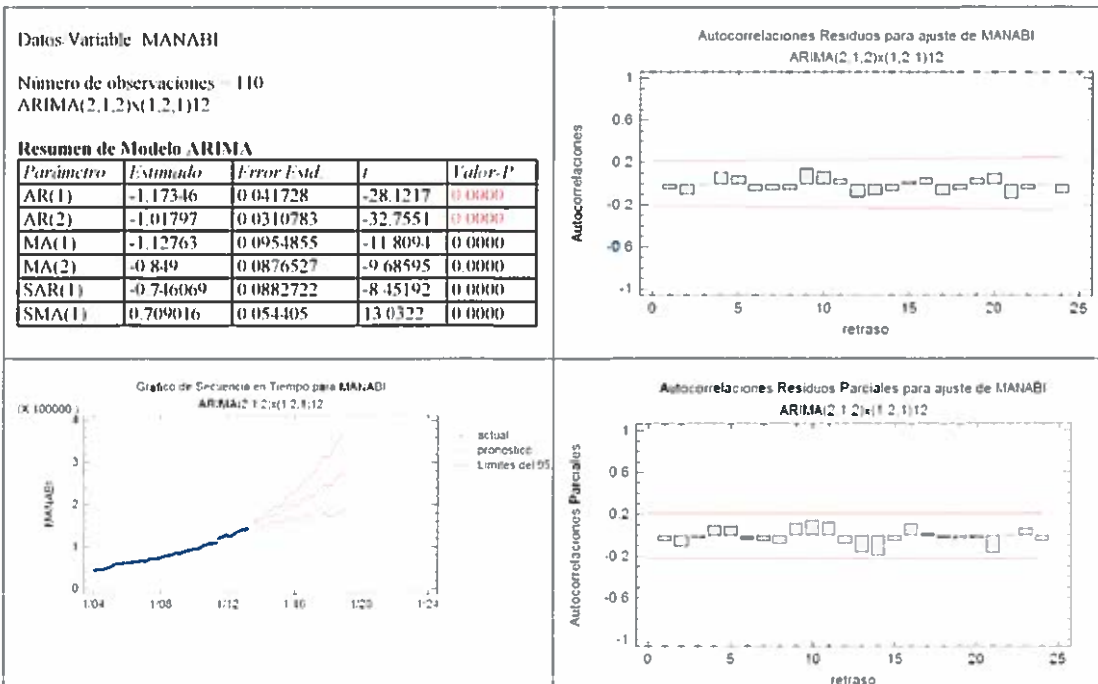 Datos Variable MANABI
Número de observaciones = 110
ARIMA(2,1,2)x(1,2,1)12
Resumen de Modelo ARIMA
Parámetro Estimado Error Estd. t Valor-P
AR(1) -1.17346 0.041728 -28.1217 0.0000
AR(2) -1.01797 0.0310783 -32.7551 0.0000
MA(1) -1.12763 0.0954855 -11.8094 0.0000
MA(2) -0.849 0.0876527 -9.68595 0.0000
SAR(1) -0.746069 0.0882722 -8.45192 0.0000
SMA(1) 0.709016 0.054405 13.0322 0.0000
Autocorrelaciones Residuos para ajuste de MANABI
ARIMA(2,1,2)x(1,2,1)12
Autocorrelaciones
1
0.6
0.2
-0.2
-0.6
-1
0 5 10 15 20 25
retraso
Grafico de Secuencia en Tiempo para MANABI
ARIMA(2,1,2)x(1,2,1)12
(X 100000)
MANABI
4
3
2
1
0
1/04 1/08 1/12 1/16 1/20 1/24
actual
pronostico
Limites del 95,
Autocorrelaciones Residuos Parciales para ajuste de MANABI
ARIMA(2,1,2)x(1,2,1)12
Autocorrelaciones Parciales
1
0.6
0.2
-0.2
-0.6
-1
0 5 10 15 20 25
retraso